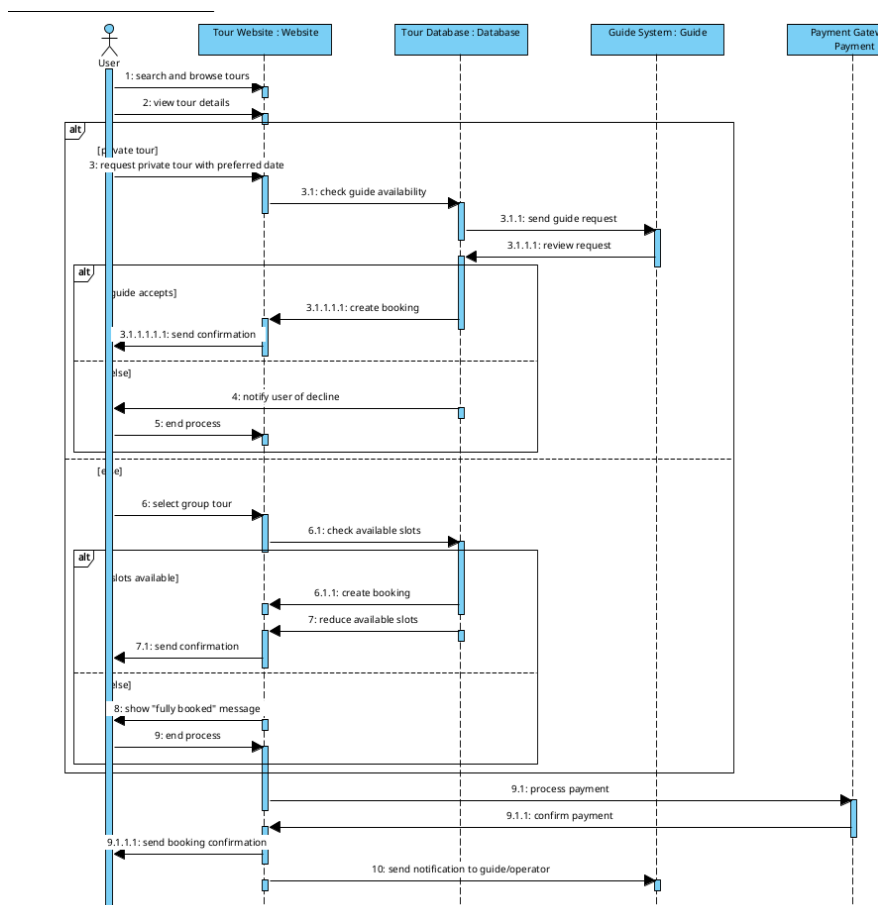 Tour Website : Website
Tour Database : Database
Guide System : Guide
Payment
Payment
User
1: search and browse tours
2: view tour details
alt
3: request private tour with preferred date
3.1: check guide availability
3.1.1: send guide request
3.1.1.1: review request
alt
guide accepts]
3.1.1.1.1: create booking
3.1.1.1.1.1: send confirmation
else]
4: notify user of decline
5: end process
6: select group tour
6.1: check available slots
alt
slots available]
6.1.1: create booking
7: reduce available slots
7.1: send confirmation
else]
8: show "fully booked" message
9: end process
9.1: process payment
9.1.1: confirm payment
9.1.1.1: send booking confirmation
10: send notification to guide/operator